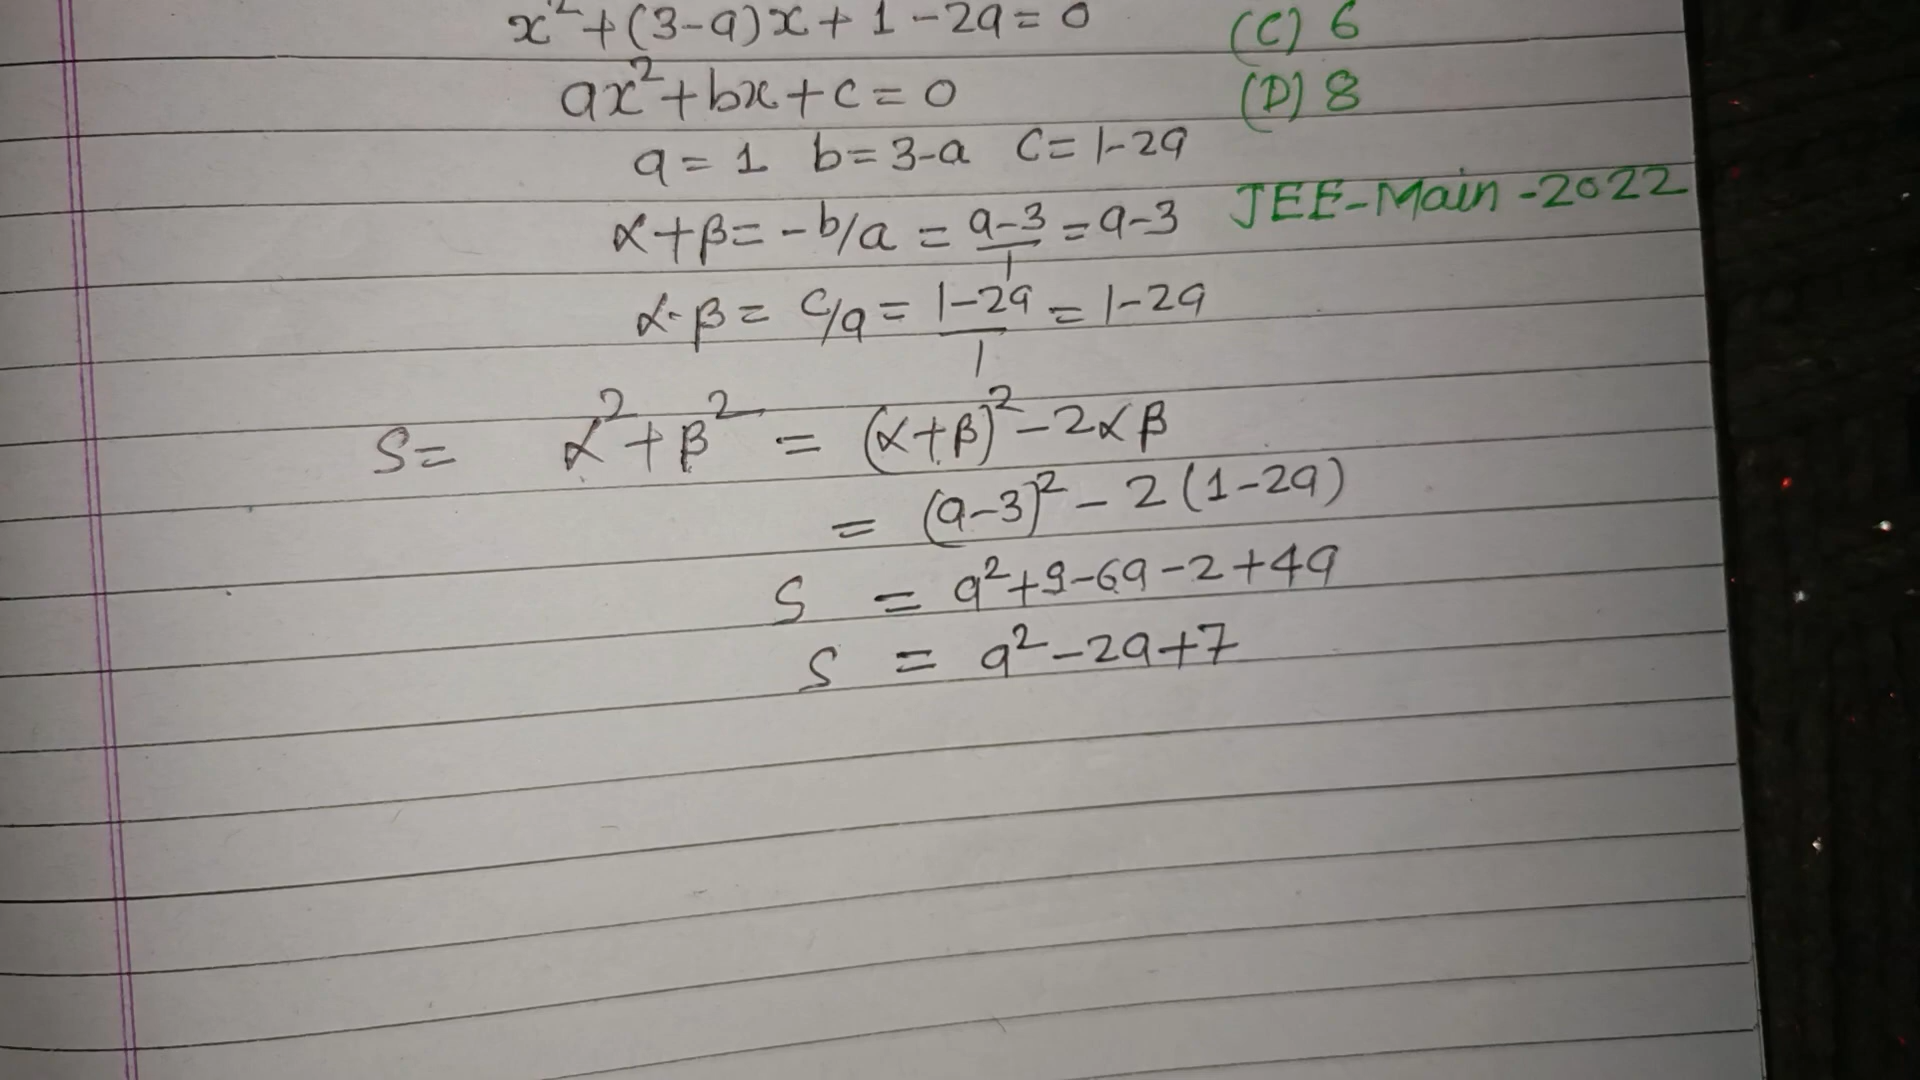 x²+(3-a)x+1-2a=0
(C) 6
ax²+bx+c=0
(D) 8
a=1 b=3-a C=1-2a
α+β=-b/a = a-3/1 =a-3
JEE-Main-2022
α·β= c/a= 1-2a/1 =1-2a
S= α²+β² = (α+β)²-2αβ
= (a-3)²-2(1-2a)
S = a²+9-6a-2+4a
S = a²-2a+7